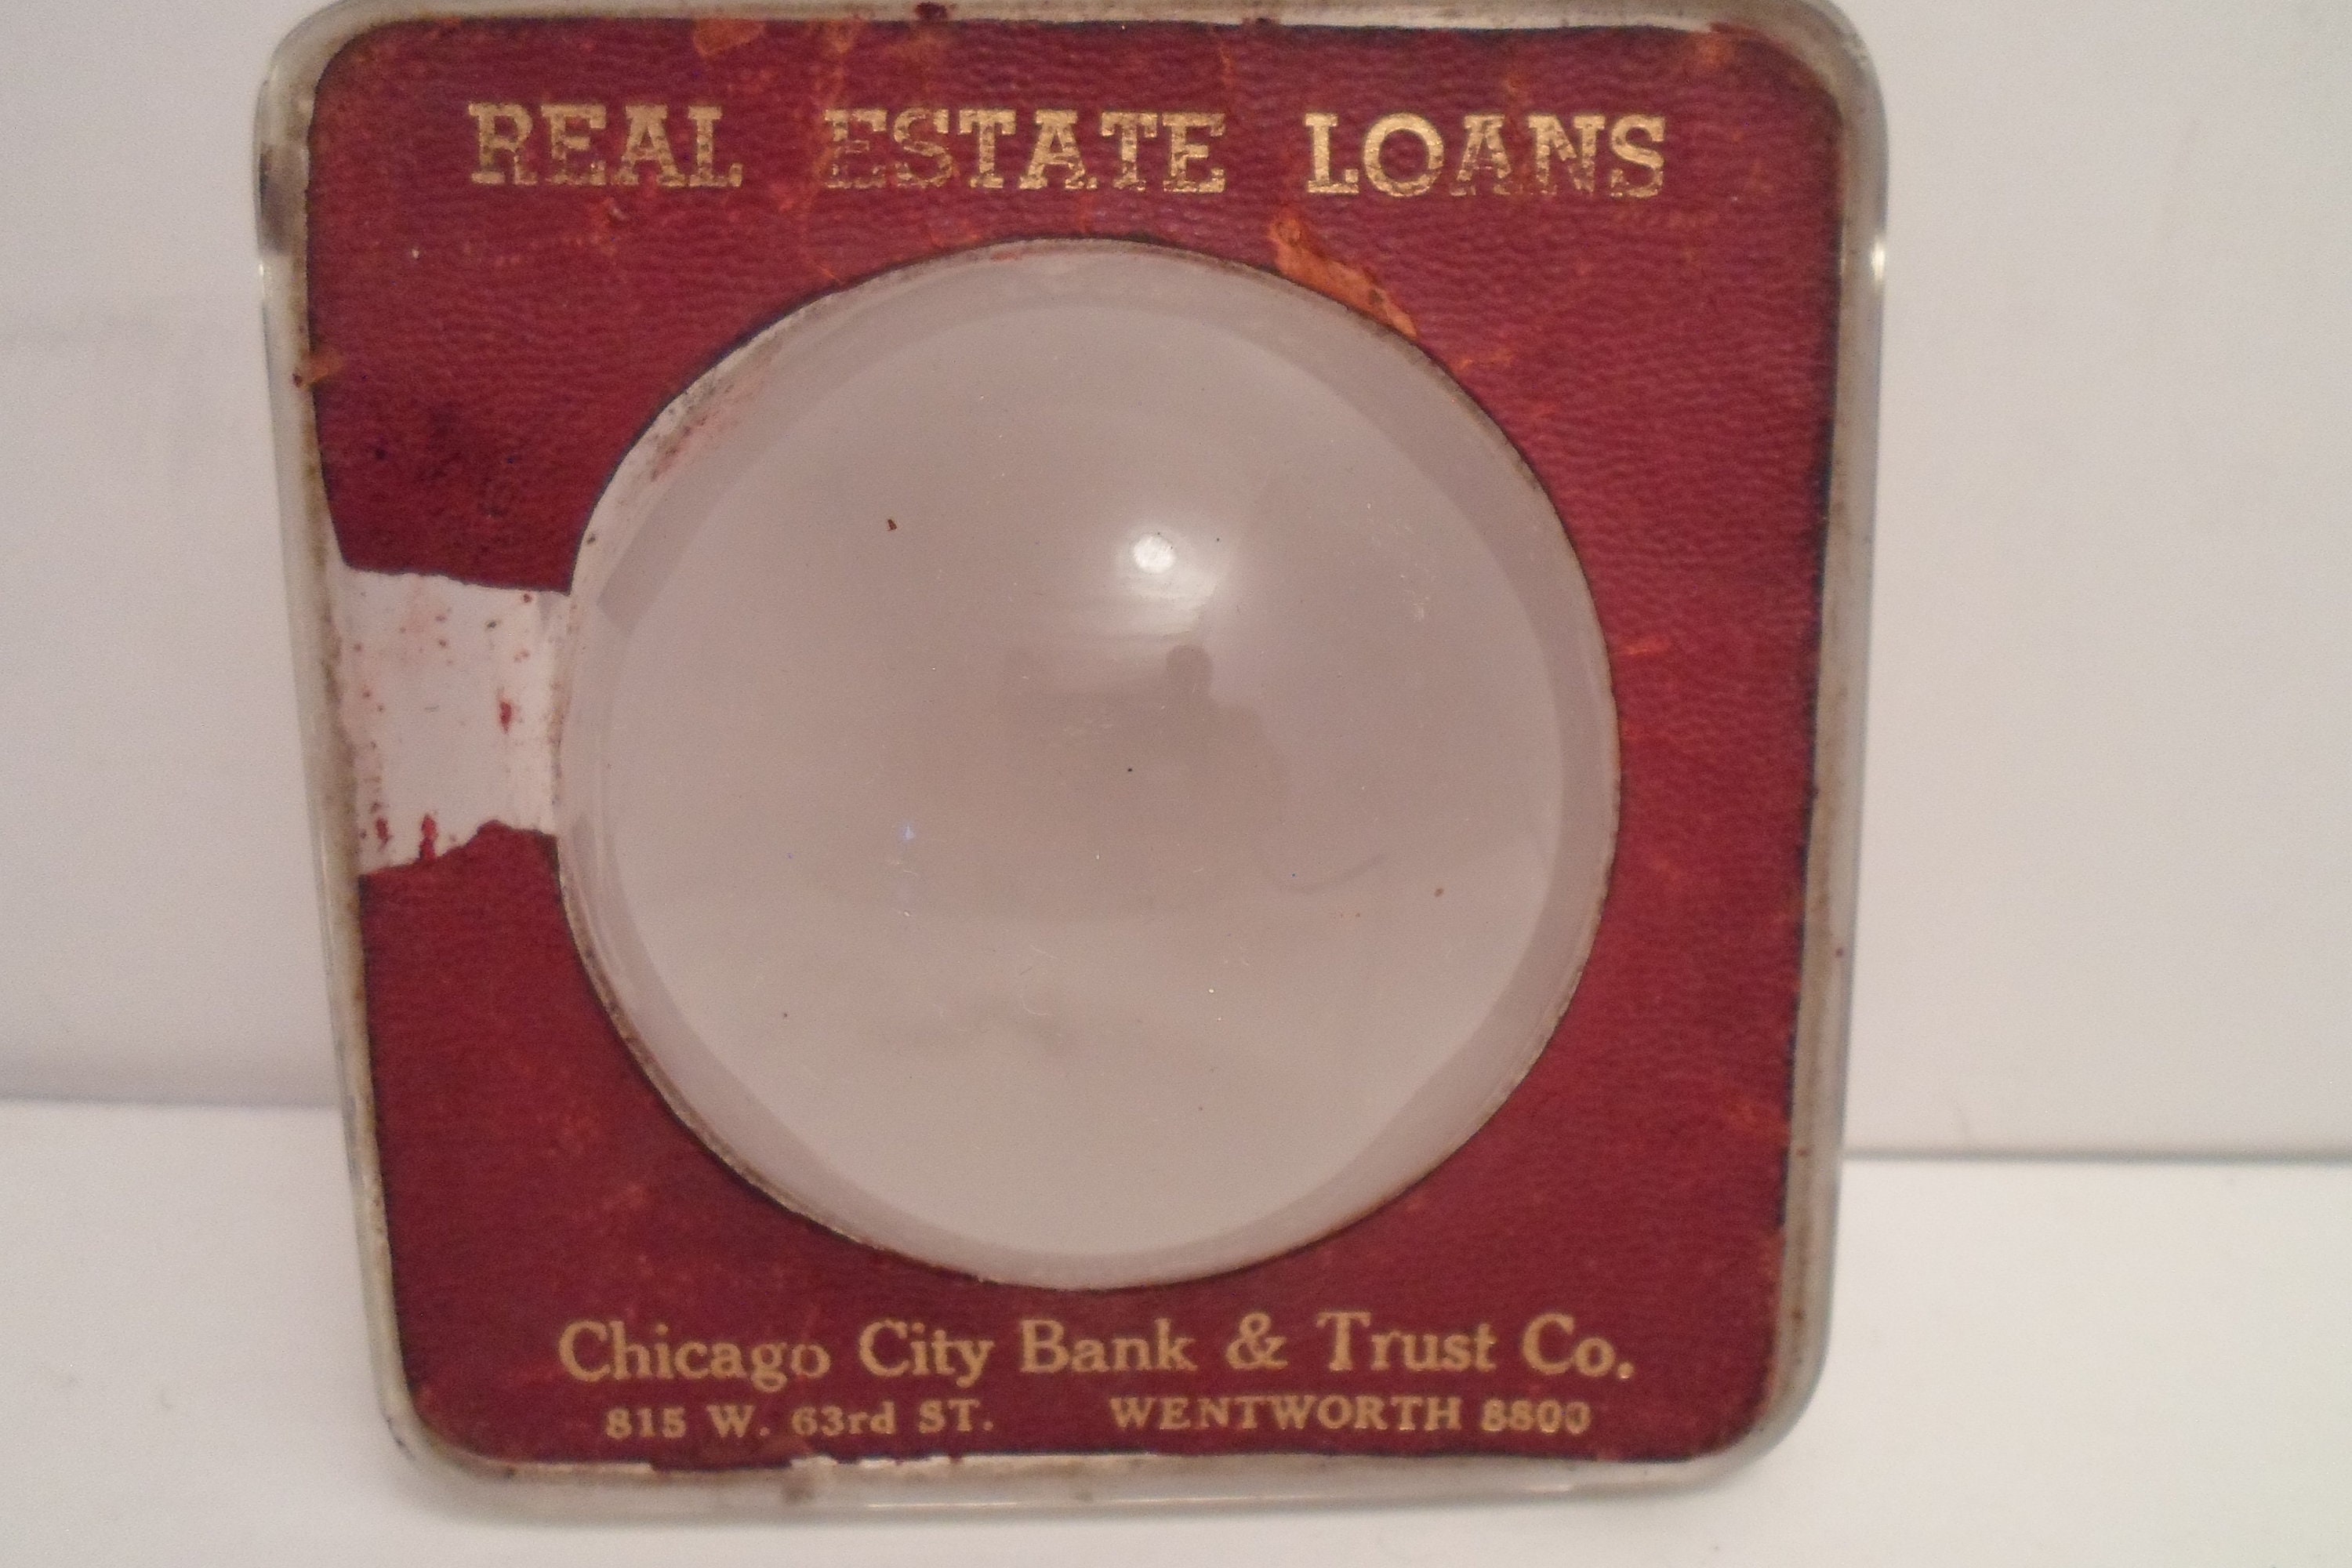 REAL ESTATE LOANS
Chicago City Bank & Trust Co.
815 W. 63rd ST. WENTWORTH 8800